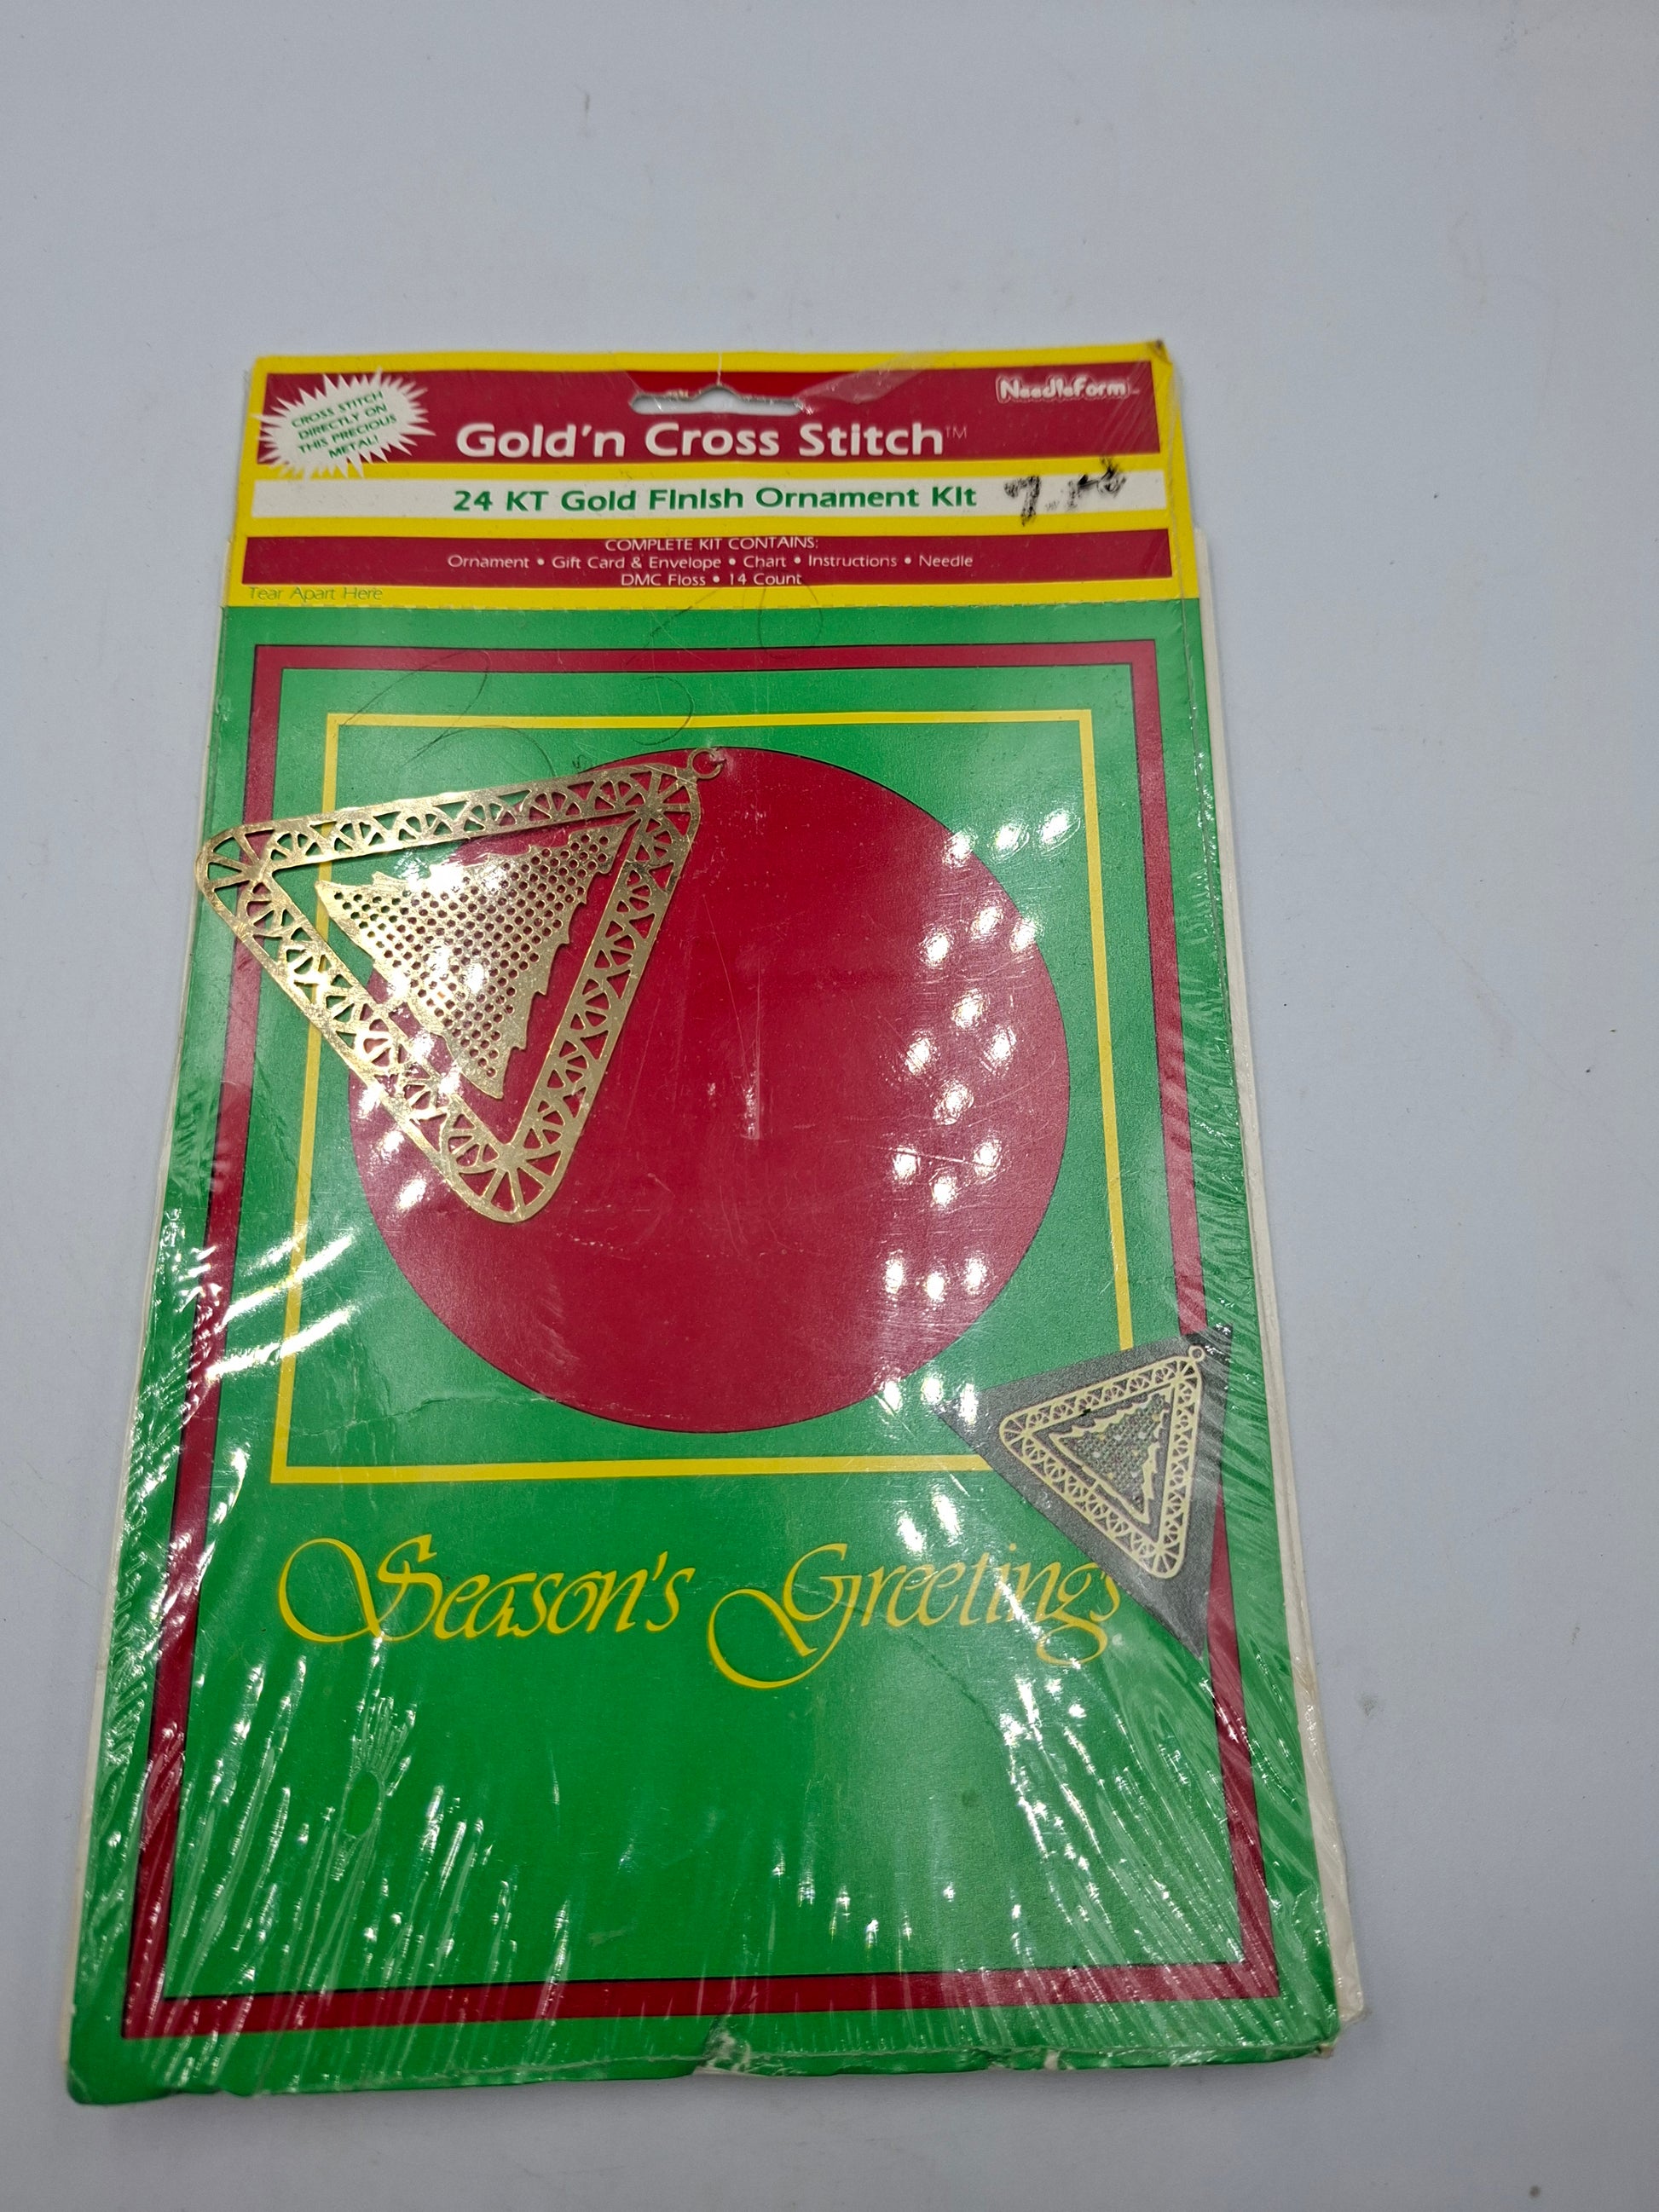 NeedleForm
CROSS STITCH
DIRECTLY ON
THIS PRECIOUS
METAL!
Gold'n Cross Stitch™
24 KT Gold Finish Ornament Kit
COMPLETE KIT CONTAINS:
Ornament • Gift Card & Envelope • Chart • Instructions • Needle
DMC Floss • 14 Count
Tear Apart Here
Season's Greetings